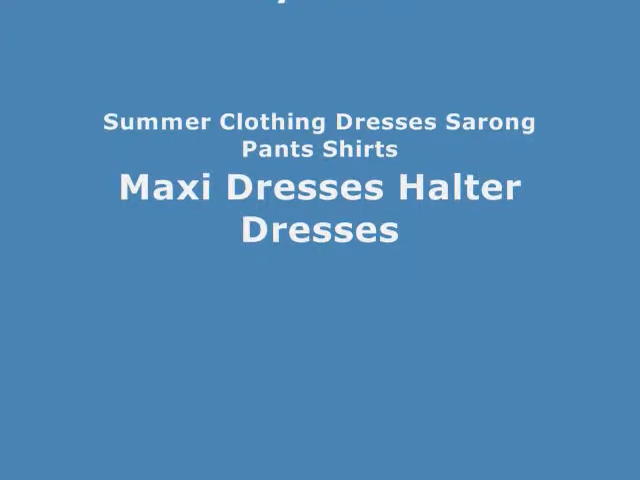 Summer Clothing Dresses Sarong
Pants Shirts
Maxi Dresses Halter
Dresses